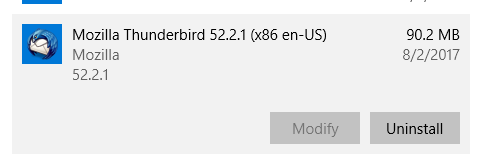 Mozilla Thunderbird 52.2.1 (x86 en-US) 90.2 MB
Mozilla 8/2/2017
52.2.1
Modify Uninstall